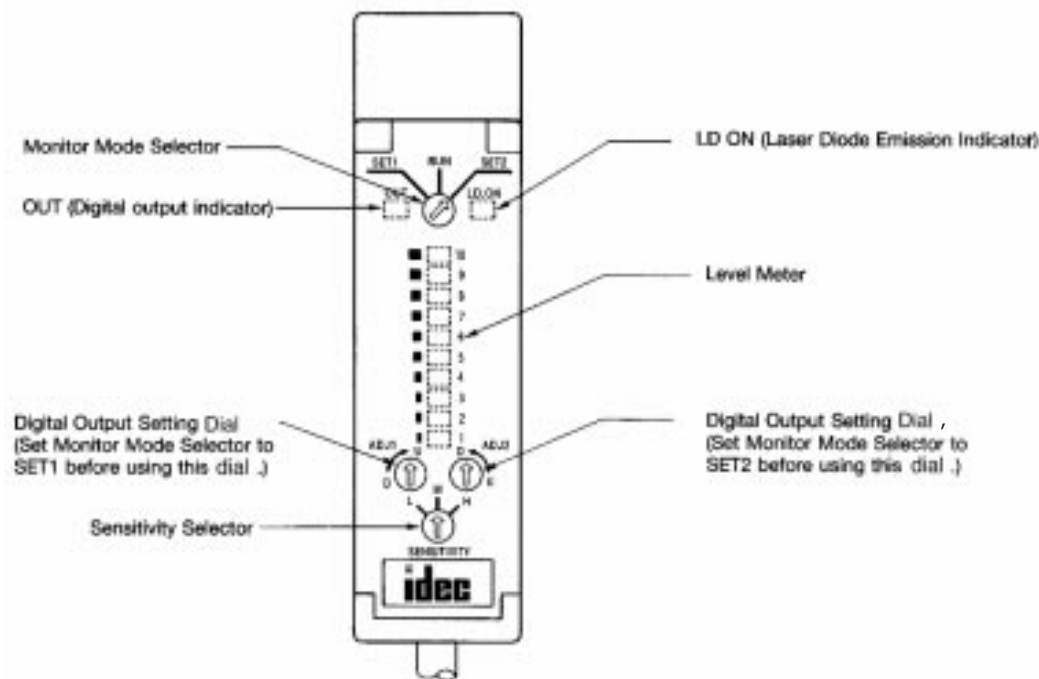 Monitor Mode Selector
LD ON (Laser Diode Emission Indicator)
SET1 RUN SET2
OUT (Digital output indicator)
OUT LD.ON
10
9
8
7
6
5
4
3
2
1
Level Meter
Digital Output Setting Dial
(Set Monitor Mode Selector to
SET1 before using this dial .)
Digital Output Setting Dial ,
(Set Monitor Mode Selector to
SET2 before using this dial .)
ADJ1
ADJ2
L M H
Sensitivity Selector
SENSITIVITY
idec